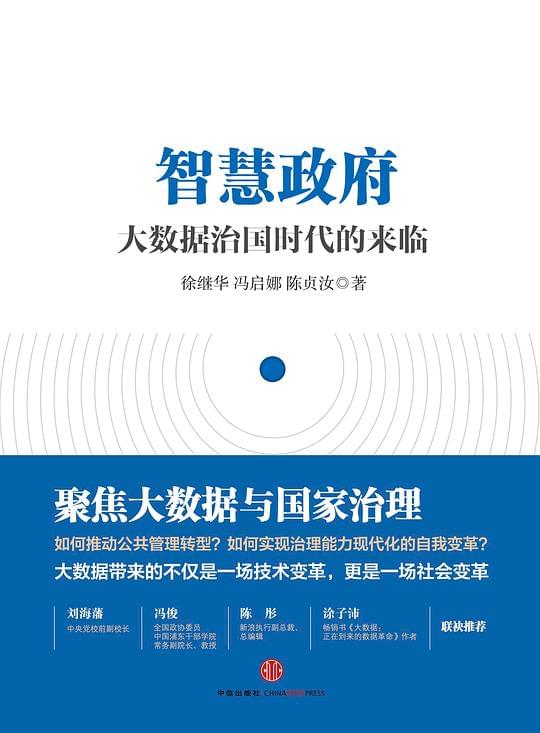 智慧政府
大数据治国时代的来临
徐继华 冯启娜 陈贞汝◎著
聚焦大数据与国家治理
如何推动公共管理转型？如何实现治理能力现代化的自我变革？
大数据带来的不仅是一场技术变革，更是一场社会变革
刘海藩
中央党校前副校长
冯俊
全国政协委员
中国浦东干部学院
常务副院长、教授
陈 彤
新浪执行副总裁、
总编辑
涂子沛
畅销书《大数据：
正在到来的数据革命》作者
联袂推荐
中信出版社 CHINA CITIC PRESS